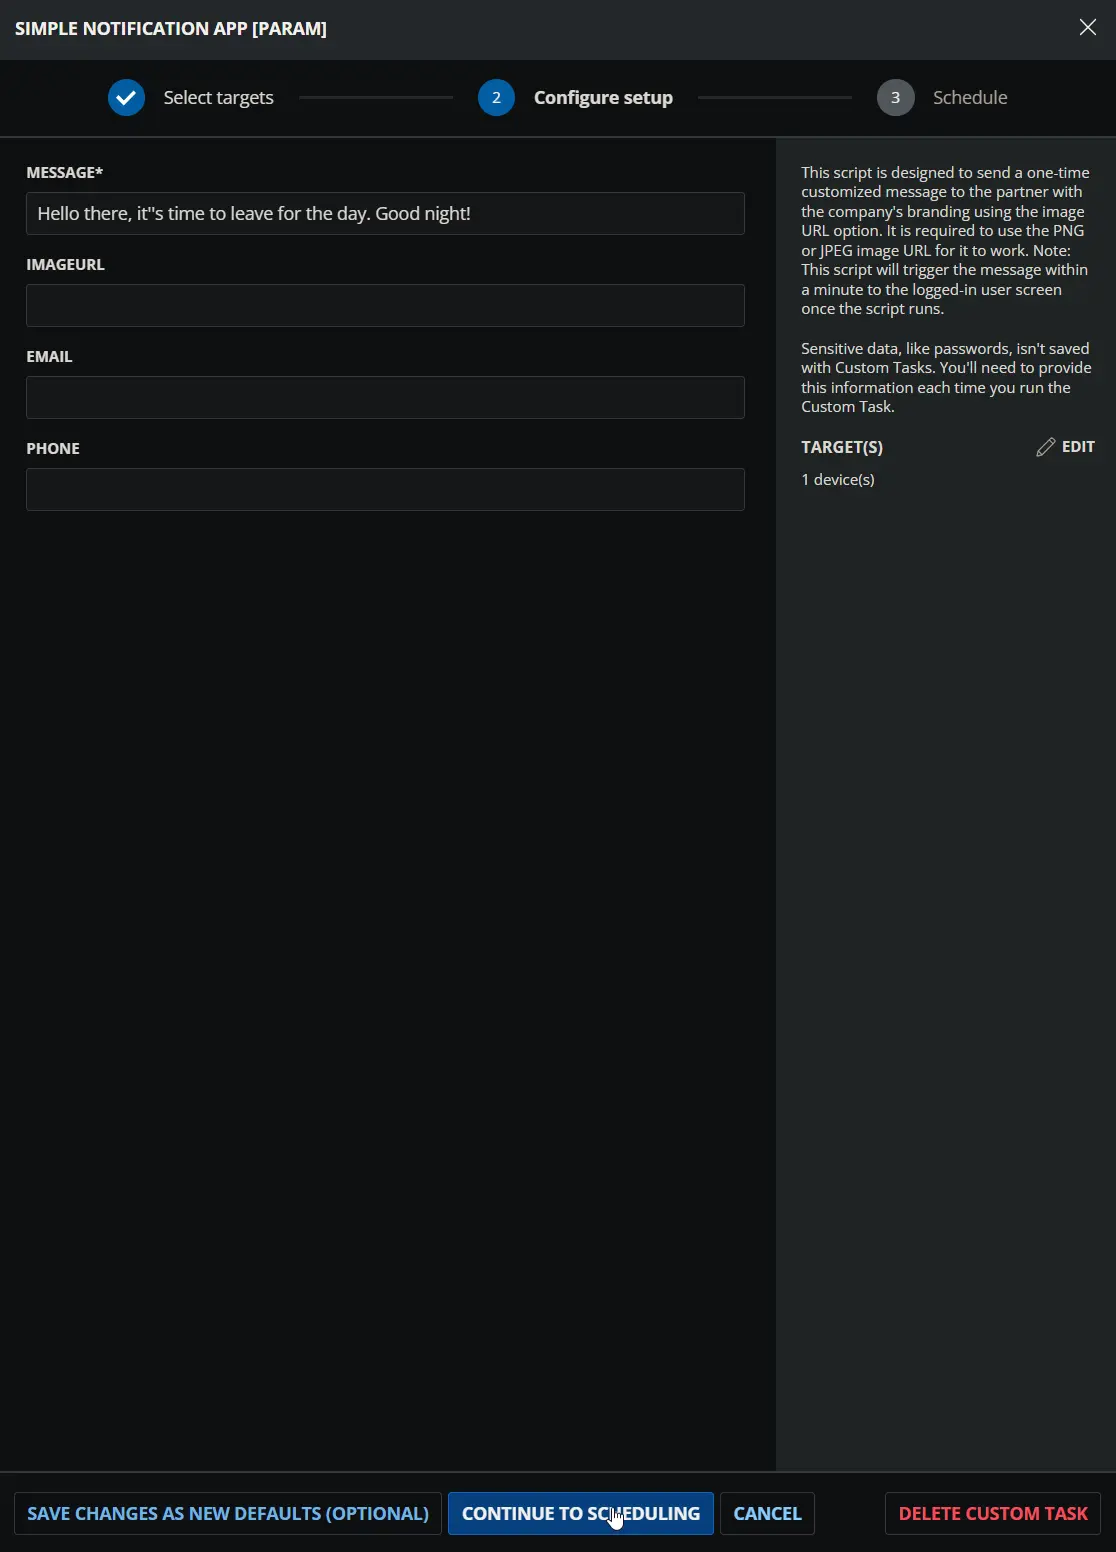 SIMPLE NOTIFICATION APP [PARAM]
Select targets
2
Configure setup
3
Schedule
MESSAGE*
Hello there, it''s time to leave for the day. Good night!
IMAGEURL
EMAIL
PHONE
This script is designed to send a one-time
customized message to the partner with
the company's branding using the image
URL option. It is required to use the PNG
or JPEG image URL for it to work. Note:
This script will trigger the message within
a minute to the logged-in user screen
once the script runs.
Sensitive data, like passwords, isn't saved
with Custom Tasks. You'll need to provide
this information each time you run the
Custom Task.
TARGET(S)
EDIT
1 device(s)
SAVE CHANGES AS NEW DEFAULTS (OPTIONAL)
CONTINUE TO SCHEDULING
CANCEL
DELETE CUSTOM TASK